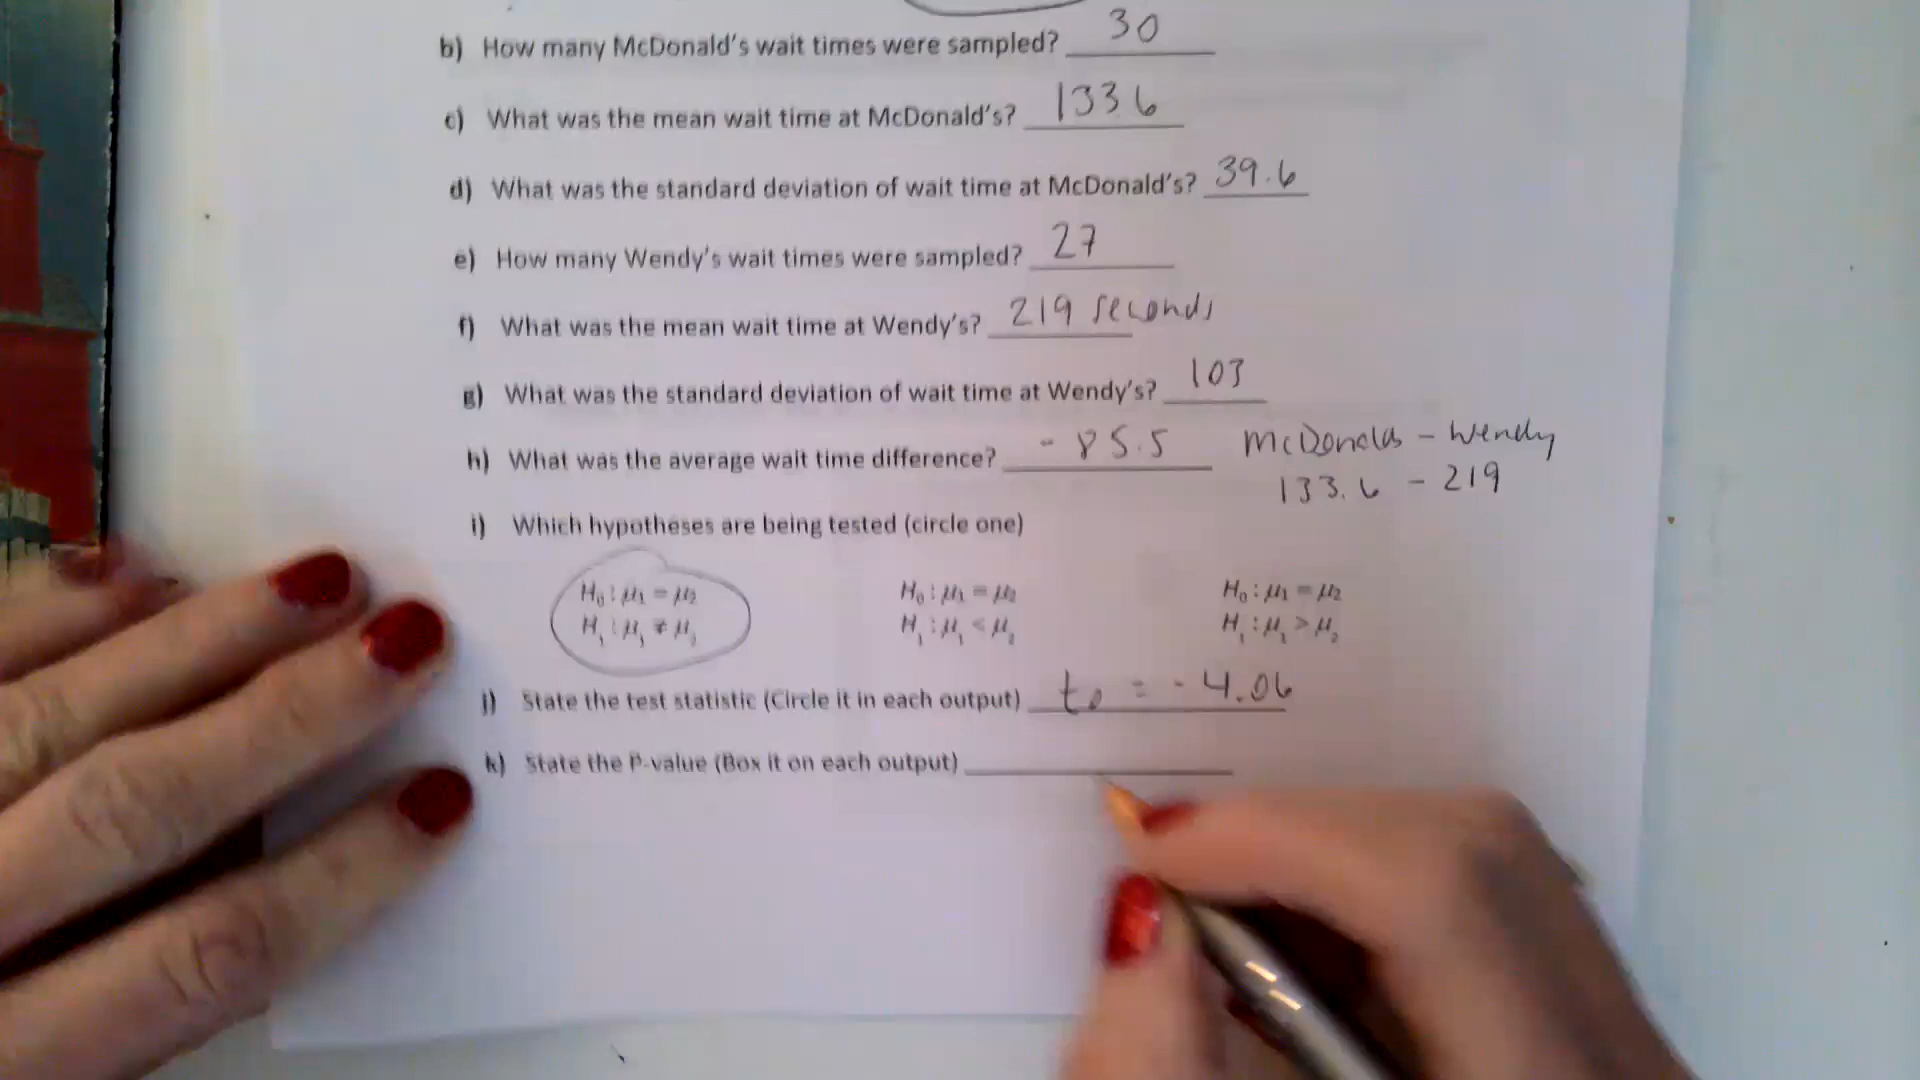 b) How many McDonald's wait times were sampled? 30
c) What was the mean wait time at McDonald's? 133.6
d) What was the standard deviation of wait time at McDonald's? 39.6
e) How many Wendy's wait times were sampled? 27
f) What was the mean wait time at Wendy's? 219 seconds
g) What was the standard deviation of wait time at Wendy's? 103
h) What was the average wait time difference? - 85.5 McDonalds - Wendy
133.6 - 219
i) Which hypotheses are being tested (circle one)
H₀ : μ₁ = μ₂ H₀ : μ₁ = μ₂ H₀ : μ₁ = μ₂
H₁ : μ₁ ≠ μ₂ H₁ : μ₁ < μ₂ H₁ : μ₁ > μ₂
j) State the test statistic (Circle it in each output) t₀ = - 4.06
k) State the P-value (Box it on each output)